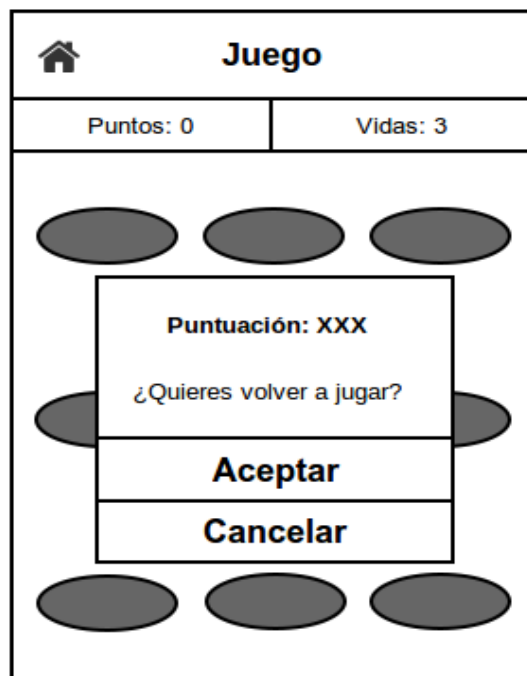 Juego
Puntos: 0
Vidas: 3
Puntuación: XXX
¿Quieres volver a jugar?
Aceptar
Cancelar